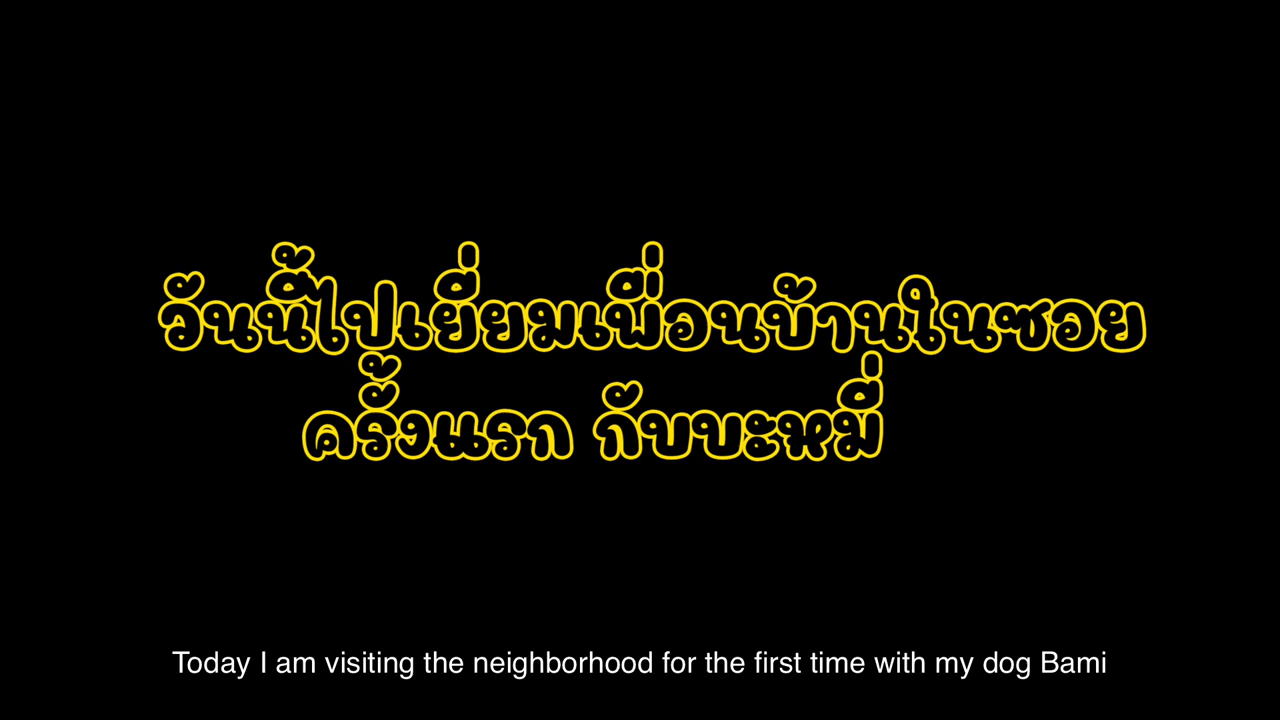 วันนี้ไปเยี่ยมเพื่อนบ้านในซอย
ครั้งแรก กับบะหมี่
Today I am visiting the neighborhood for the first time with my dog Bami